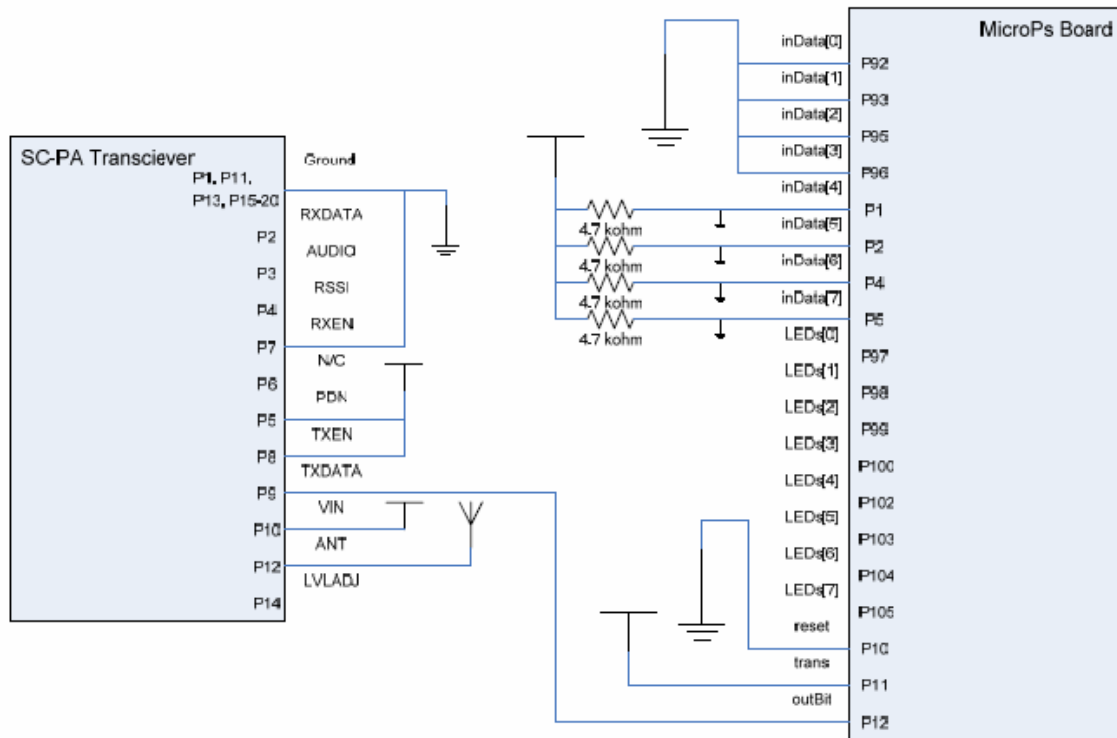 SC-PA Transciever
P1, P11,
P13, P15-20
P2
P3
P4
P7
P6
P5
P8
P9
P10
P12
P14
Ground
RXDATA
AUDIO
RSSI
RXEN
N/C
PDN
TXEN
TXDATA
VIN
ANT
LVLADJ
4.7 kohm
4.7 kohm
4.7 kohm
4.7 kohm
inData[0]
inData[1]
inData[2]
inData[3]
inData[4]
inData[5]
inData[6]
inData[7]
LEDs[0]
LEDs[1]
LEDs[2]
LEDs[3]
LEDs[4]
LEDs[5]
LEDs[6]
LEDs[7]
reset
trans
outBit
MicroPs Board
P92
P93
P95
P96
P1
P2
P4
P97
P98
P99
P100
P102
P103
P104
P105
P10
P11
P12